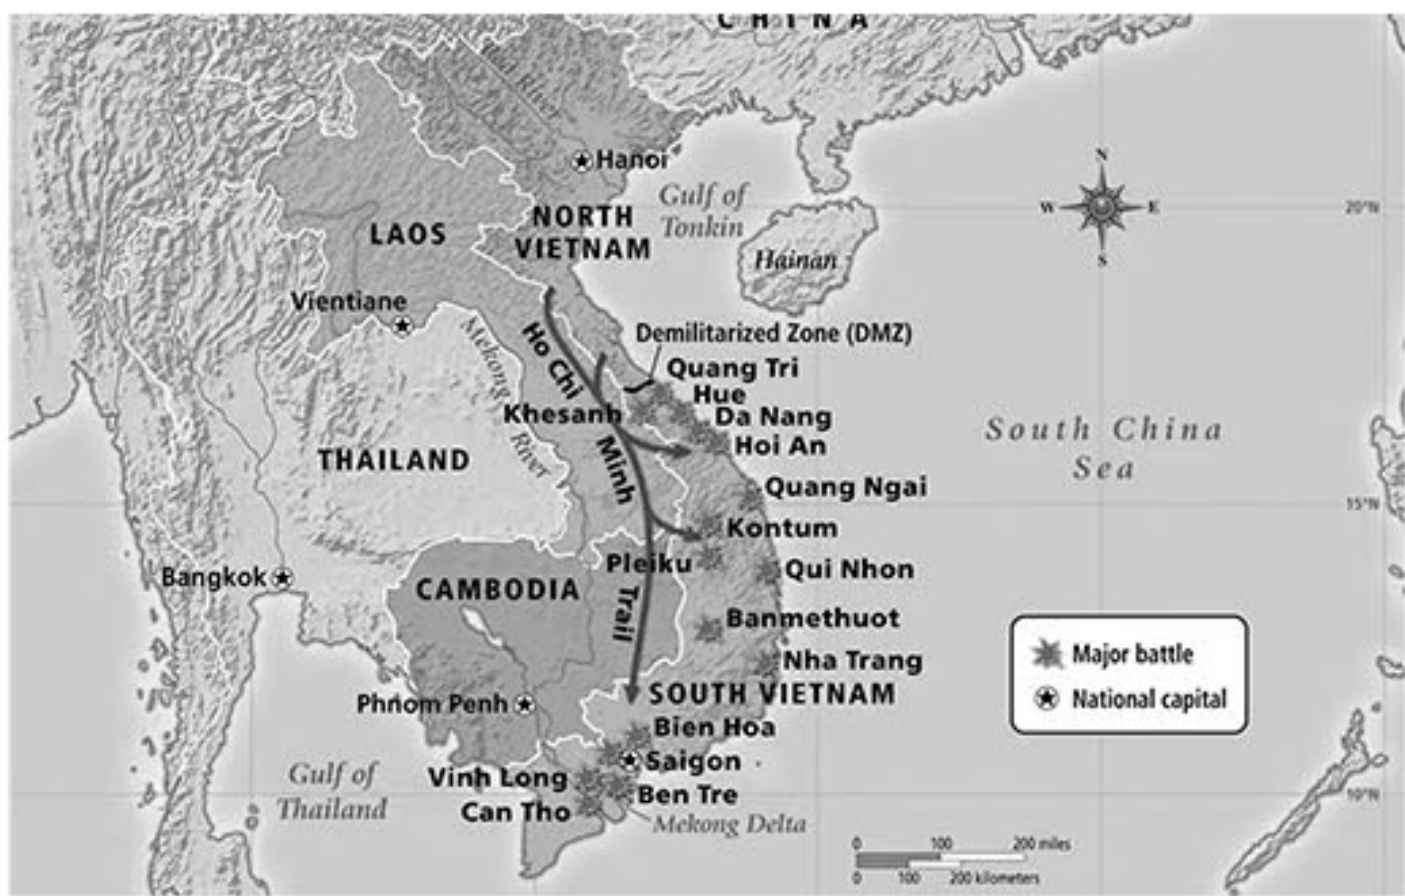 CHINA
Red River
Hanoi
Gulf of
Tonkin
NORTH
VIETNAM
LAOS
Hainan
N
W
E
S
20°N
Vientiane
Mekong River
Ho Chi Minh Trail
Demilitarized Zone (DMZ)
Quang Tri
Hue
Khesanh
Da Nang
Hoi An
South China
Sea
THAILAND
Quang Ngai
15°N
Kontum
Pleiku
Qui Nhon
Bangkok
CAMBODIA
Banmethuot
Nha Trang
Major battle
National capital
Phnom Penh
SOUTH VIETNAM
Bien Hoa
Saigon
Gulf of
Thailand
Vinh Long
Ben Tre
Can Tho
Mekong Delta
10°N
0 100 200 miles
0 100 200 kilometers